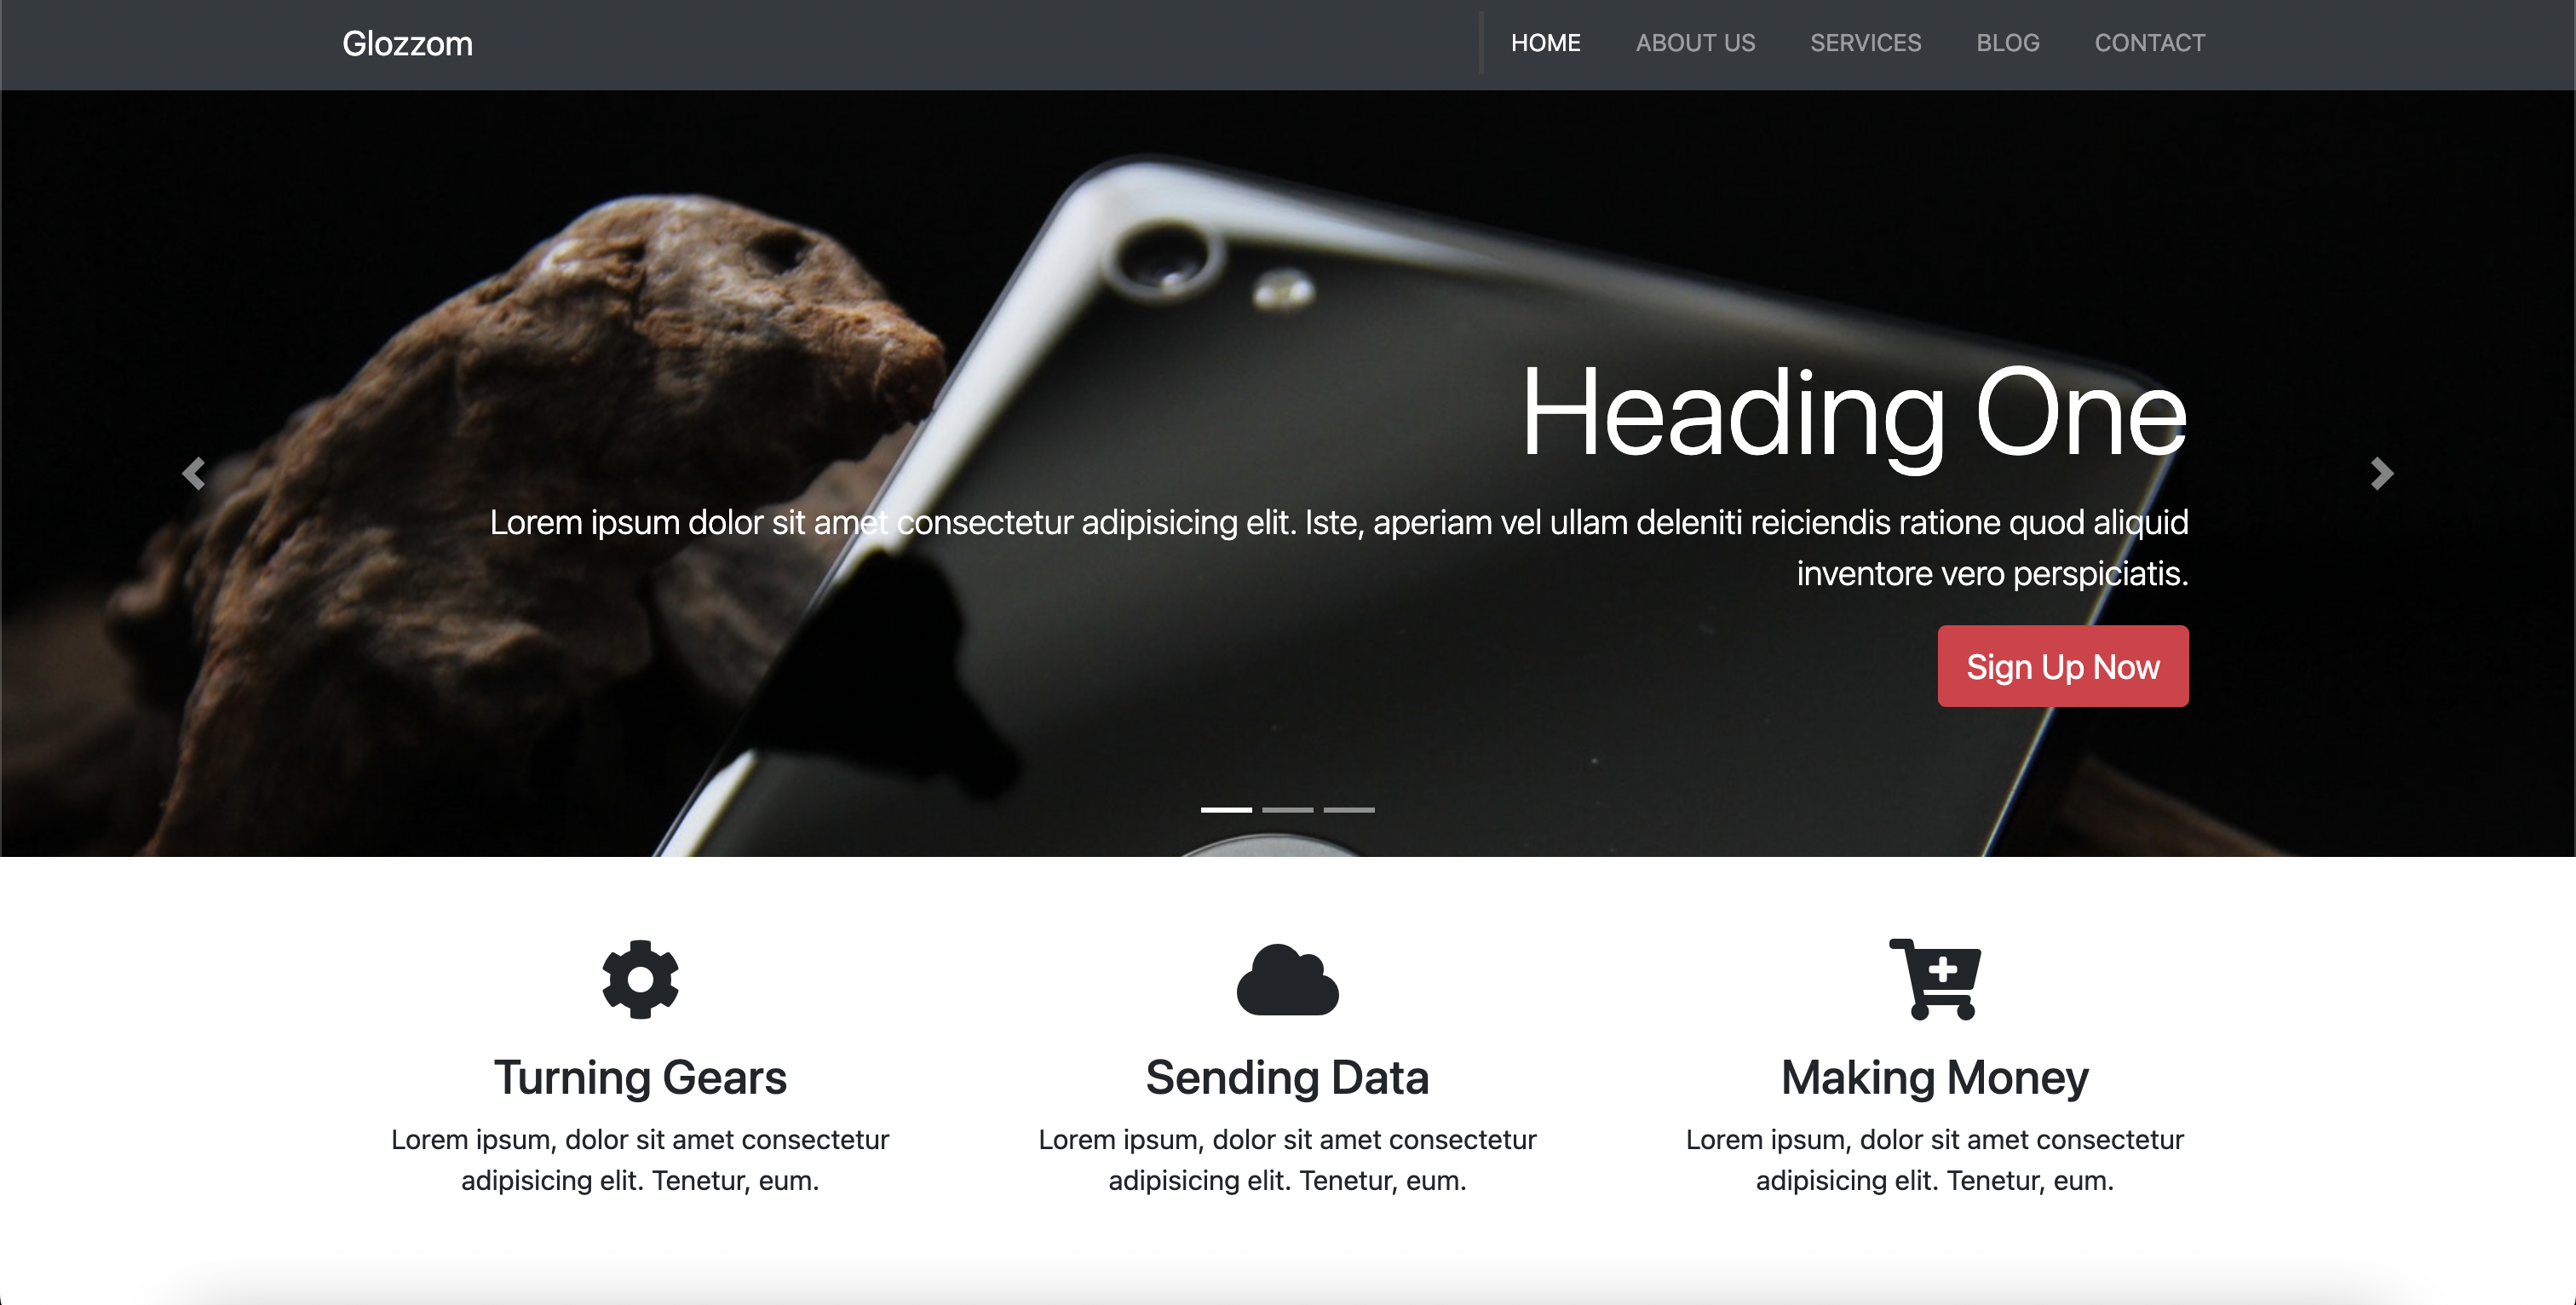 Glozzom
HOME ABOUT US SERVICES BLOG CONTACT
Heading One
Lorem ipsum dolor sit amet consectetur adipisicing elit. Iste, aperiam vel ullam deleniti reiciendis ratione quod aliquid
inventore vero perspiciatis.
Sign Up Now
Turning Gears
Lorem ipsum, dolor sit amet consectetur
adipisicing elit. Tenetur, eum.
Sending Data
Lorem ipsum, dolor sit amet consectetur
adipisicing elit. Tenetur, eum.
Making Money
Lorem ipsum, dolor sit amet consectetur
adipisicing elit. Tenetur, eum.